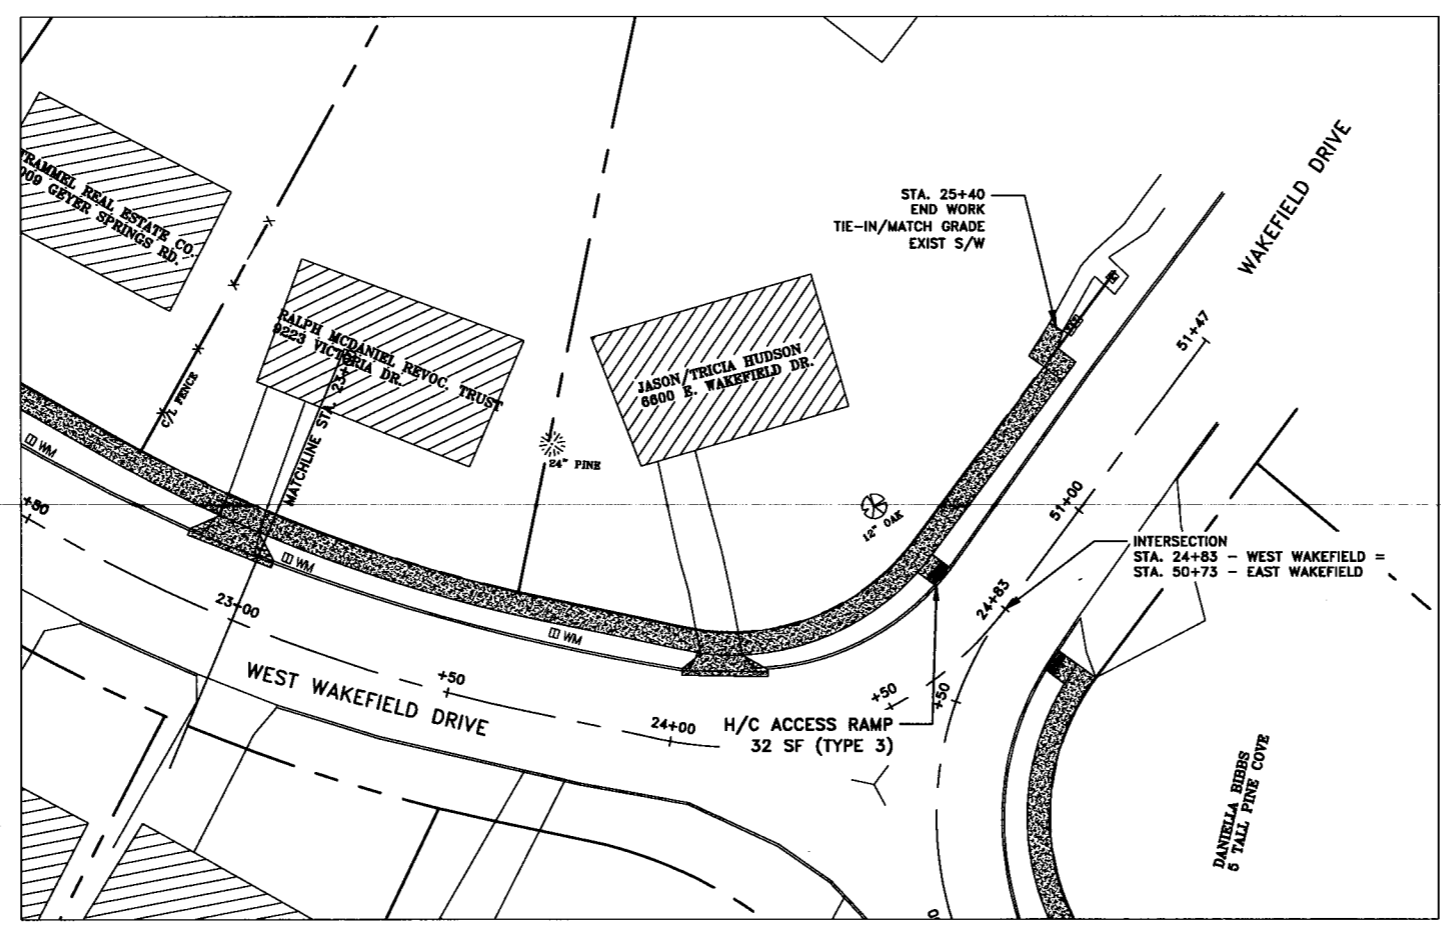 TRAMMEL REAL ESTATE CO.
009 GEYER SPRINGS RD.
C/L FENCE
RALPH MCDANIEL REVOC. TRUST
9223 VICTORIA DR.
MATCHLINE STA.
24" PINE
JASON/TRICIA HUDSON
6600 E. WAKEFIELD DR.
STA. 25+40
END WORK
TIE-IN/MATCH GRADE
EXIST S/W
WAKEFIELD DRIVE
51+47
51+00
12" OAK
INTERSECTION
STA. 24+83 - WEST WAKEFIELD =
STA. 50+73 - EAST WAKEFIELD
24+83
WM
+50
WM
23+00
WM
WEST WAKEFIELD DRIVE
+50
24+00
+50
+50
H/C ACCESS RAMP
32 SF (TYPE 3)
DANIELLA BIBBS
5 TALL PINE COVE